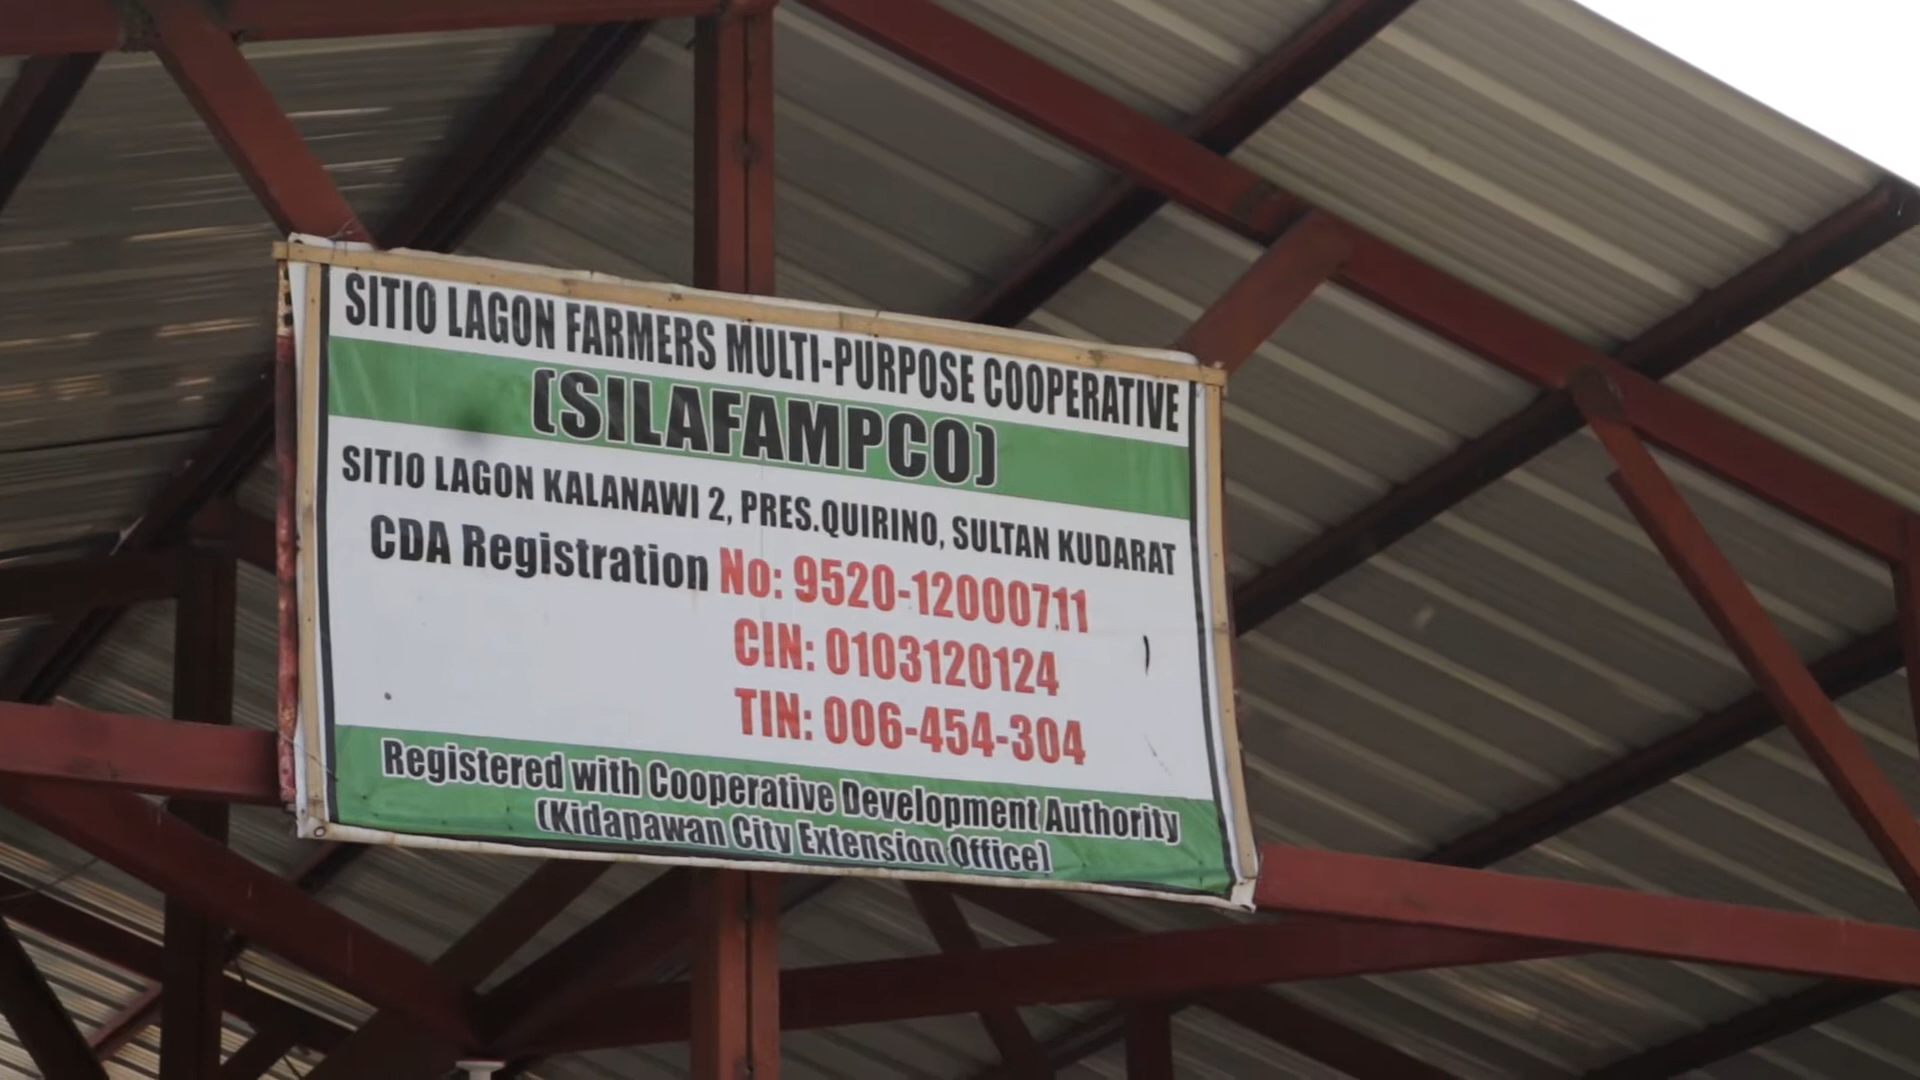 SITIO LAGON FARMERS MULTI-PURPOSE COOPERATIVE
(SILAFAMPCO)
SITIO LAGON KALANAWI 2, PRES.QUIRINO, SULTAN KUDARAT
CDA Registration No: 9520-12000711
CIN: 0103120124
TIN: 006-454-304
Registered with Cooperative Development Authority
(Kidapawan City Extension Office)